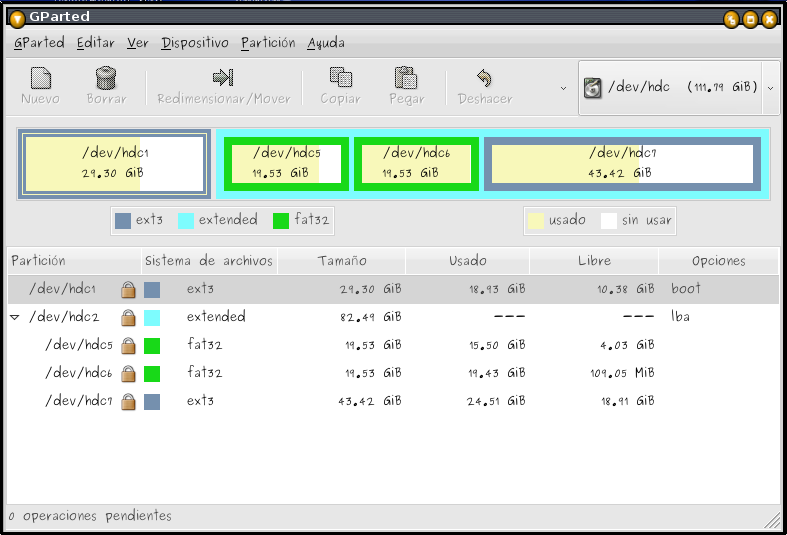 GParted
GParted Editar Ver Dispositivo Partición Ayuda
Nuevo Borrar Redimensionar/Mover Copiar Pegar Deshacer /dev/hdc (111.79 GiB)
/dev/hdc1 /dev/hdc5 /dev/hdc6 /dev/hdc7
29.30 GiB 19.53 GiB 19.53 GiB 43.42 GiB
ext3 extended fat32 usado sin usar
Partición Sistema de archivos Tamaño Usado Libre Opciones
/dev/hdc1 ext3 29.30 GiB 18.93 GiB 10.38 GiB boot
/dev/hdc2 extended 82.49 GiB --- --- lba
/dev/hdc5 fat32 19.53 GiB 15.50 GiB 4.03 GiB
/dev/hdc6 fat32 19.53 GiB 19.43 GiB 109.05 MiB
/dev/hdc7 ext3 43.42 GiB 24.51 GiB 18.91 GiB
0 operaciones pendientes